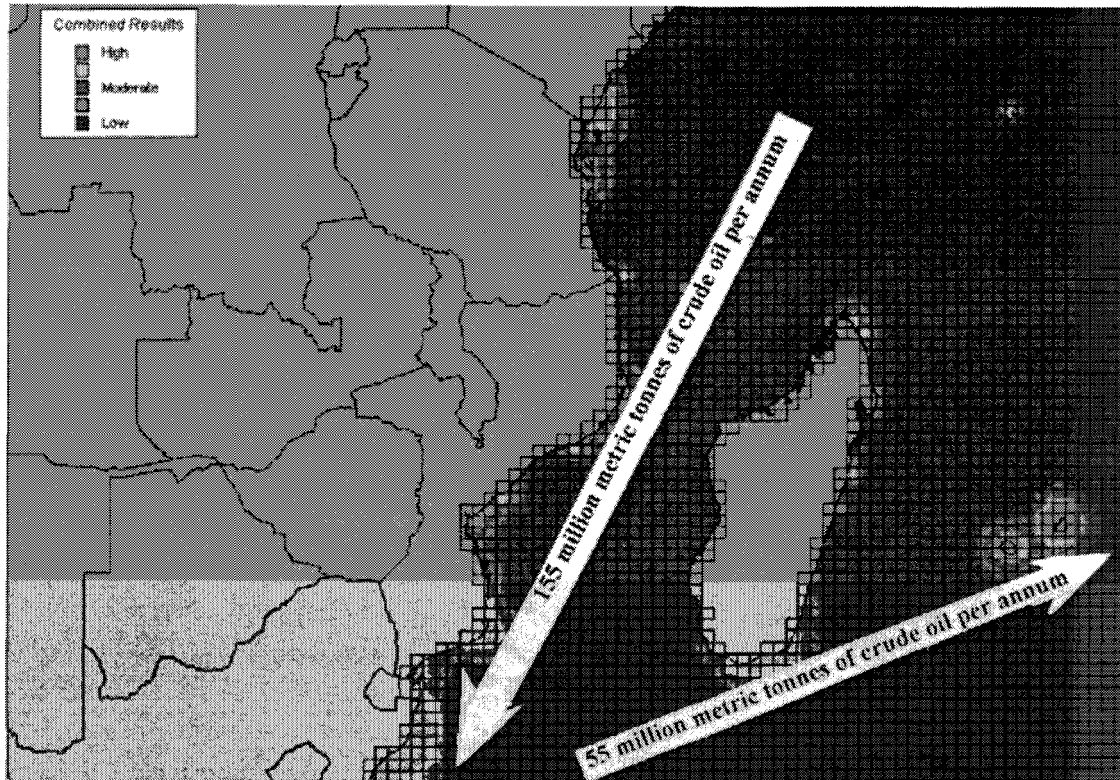 Combined Results
High
Moderate
Low
155 million metric tonnes of crude oil per annum
55 million metric tonnes of crude oil per annum